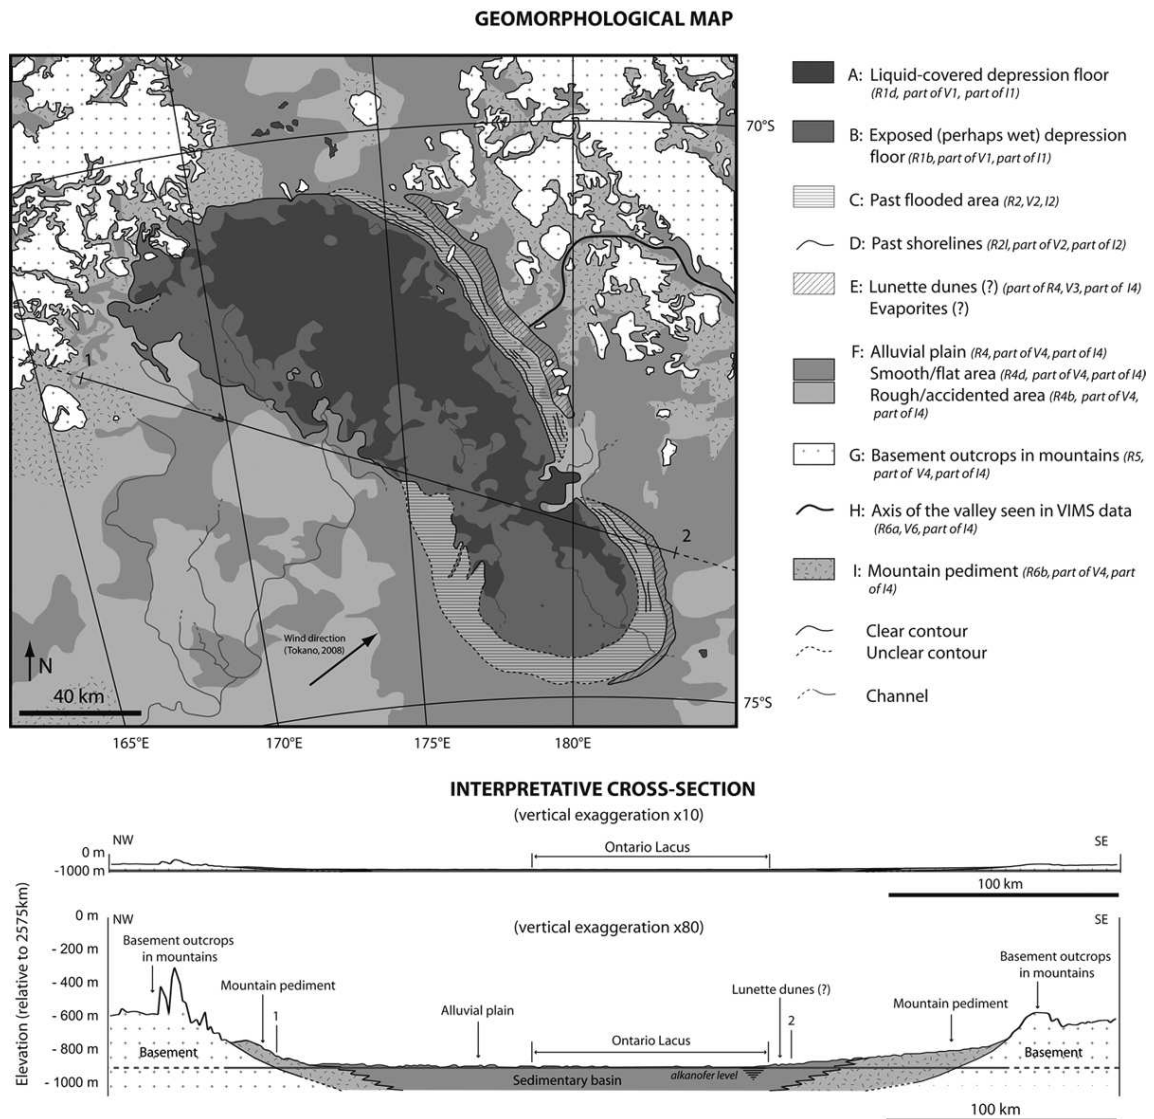 GEOMORPHOLOGICAL MAP
70°S
75°S
165°E
170°E
175°E
180°E
1
2
Wind direction
(Tokano, 2008)
N
40 km
A: Liquid-covered depression floor
(R1d, part of V1, part of I1)
B: Exposed (perhaps wet) depression
floor (R1b, part of V1, part of I1)
C: Past flooded area (R2, V2, I2)
D: Past shorelines (R2l, part of V2, part of I2)
E: Lunette dunes (?) (part of R4, V3, part of I4)
Evaporites (?)
F: Alluvial plain (R4, part of V4, part of I4)
Smooth/flat area (R4d, part of V4, part of I4)
Rough/accidented area (R4b, part of V4,
part of I4)
G: Basement outcrops in mountains (R5,
part of V4, part of I4)
H: Axis of the valley seen in VIMS data
(R6a, V6, part of I4)
I: Mountain pediment (R6b, part of V4, part
of I4)
Clear contour
Unclear contour
Channel
INTERPRETATIVE CROSS-SECTION
(vertical exaggeration x10)
NW
SE
0 m
-1000 m
Ontario Lacus
100 km
Elevation (relative to 2575km)
0 m
- 200 m
- 400 m
- 600 m
- 800 m
- 1000 m
NW
(vertical exaggeration x80)
SE
Basement outcrops
in mountains
Mountain pediment
1
Alluvial plain
Lunette dunes (?)
2
Basement outcrops
in mountains
Mountain pediment
Ontario Lacus
Basement
Basement
Sedimentary basin
alkanofer level
100 km